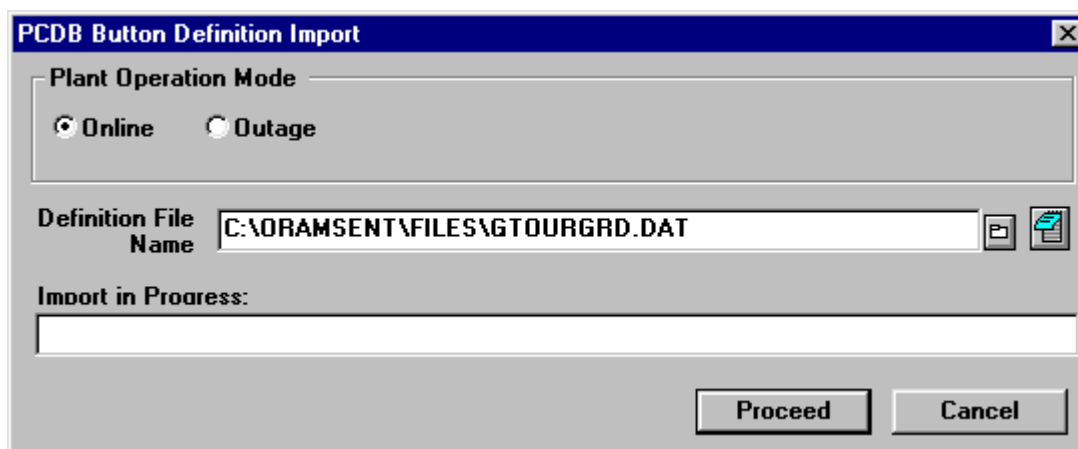 PCDB Button Definition Import
Plant Operation Mode
Online Outage
Definition File
Name
C:\ORAMSENT\FILES\GTOURGRD.DAT
Import in Progress:
Proceed Cancel